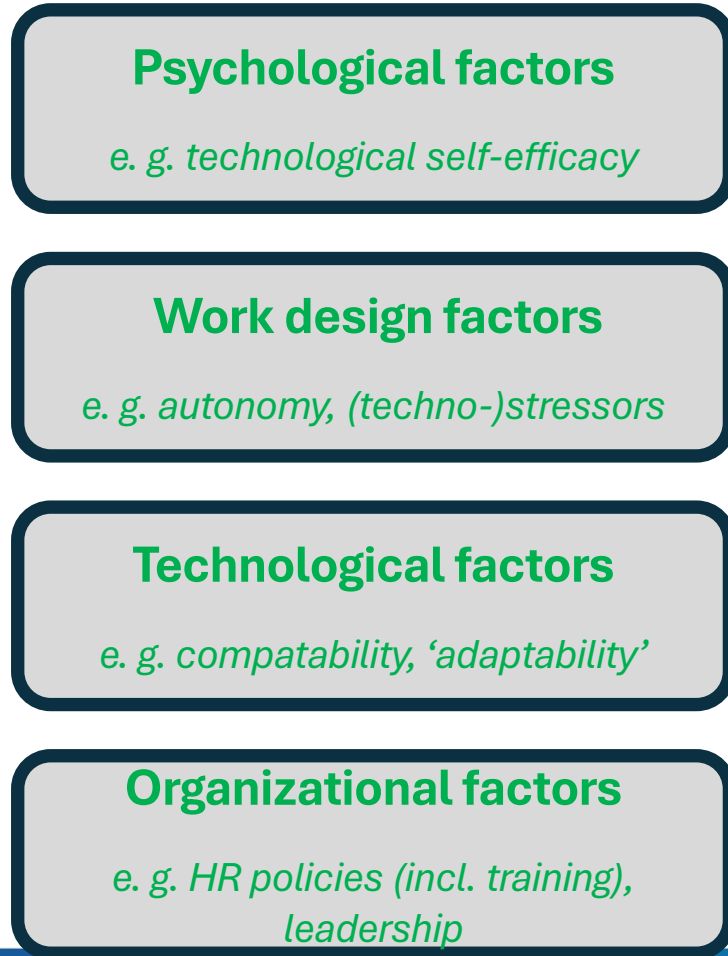 Psychological factors
e. g. technological self-efficacy
Work design factors
e. g. autonomy, (techno-)stressors
Technological factors
e. g. compatability, ‘adaptability’
Organizational factors
e. g. HR policies (incl. training),
leadership